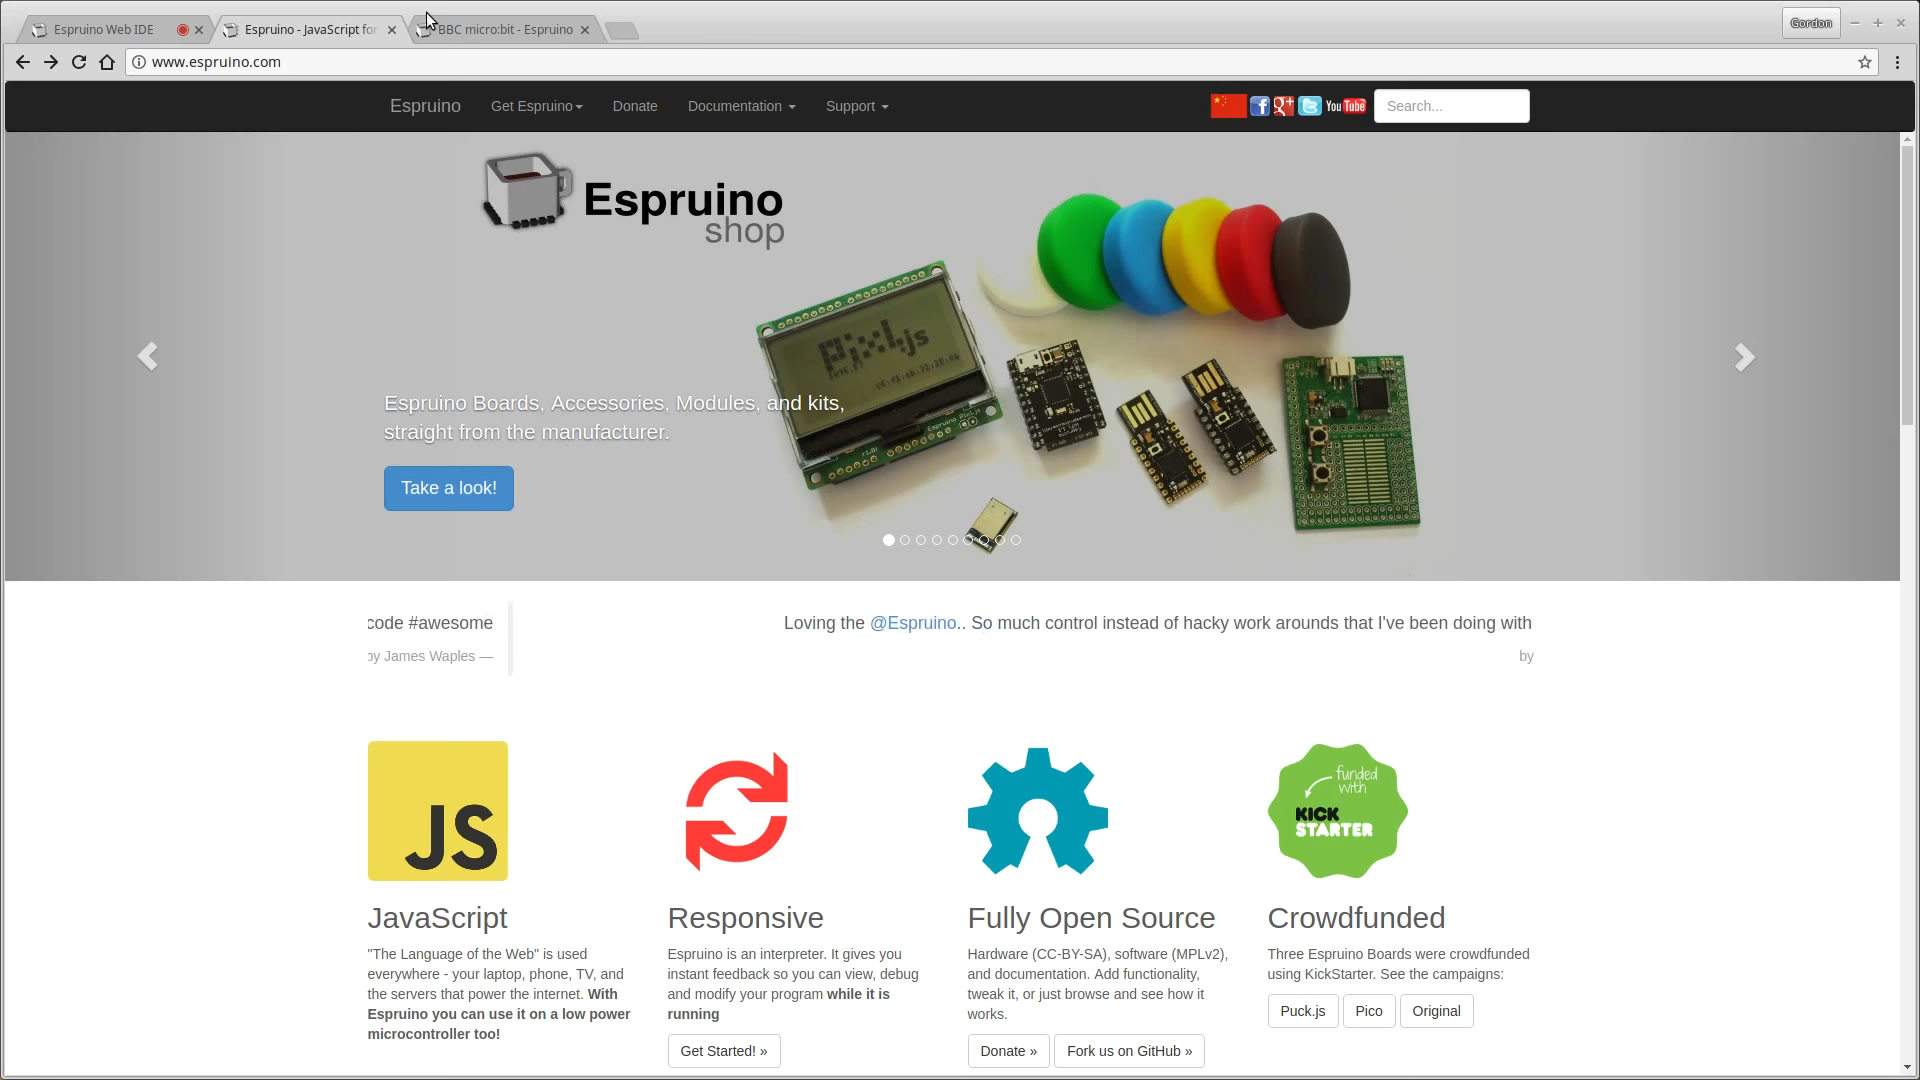 Espruino Web IDE
Espruino - JavaScript for
BBC micro:bit - Espruino
Gordon
www.espruino.com
Espruino
Get Espruino
Donate
Documentation
Support
You Tube
Search...
Espruino
shop
Pixl.js
Espruino Boards, Accessories, Modules, and kits,
straight from the manufacturer.
Take a look!
code #awesome
by James Waples —
Loving the @Espruino.. So much control instead of hacky work arounds that I've been doing with
by
JS
funded
with
KICK
STARTER
JavaScript
"The Language of the Web" is used
everywhere - your laptop, phone, TV, and
the servers that power the internet. With
Espruino you can use it on a low power
microcontroller too!
Responsive
Espruino is an interpreter. It gives you
instant feedback so you can view, debug
and modify your program while it is
running
Get Started! »
Fully Open Source
Hardware (CC-BY-SA), software (MPLv2),
and documentation. Add functionality,
tweak it, or just browse and see how it
works.
Donate »
Fork us on GitHub »
Crowdfunded
Three Espruino Boards were crowdfunded
using KickStarter. See the campaigns:
Puck.js
Pico
Original